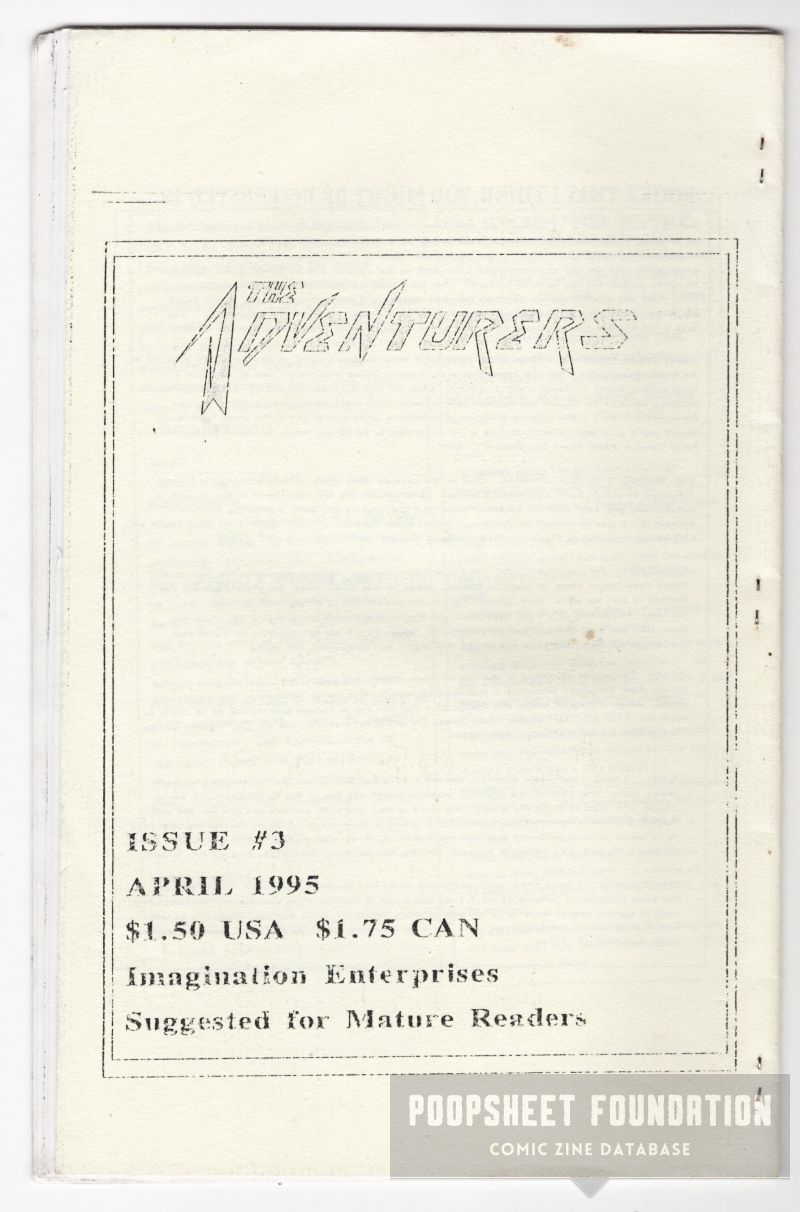 THE
ADVENTURERS
ISSUE #3
APRIL 1995
$1.50 USA $1.75 CAN
Imagination Enterprises
Suggested for Mature Readers
POOPSHEET FOUNDATION
COMIC ZINE DATABASE